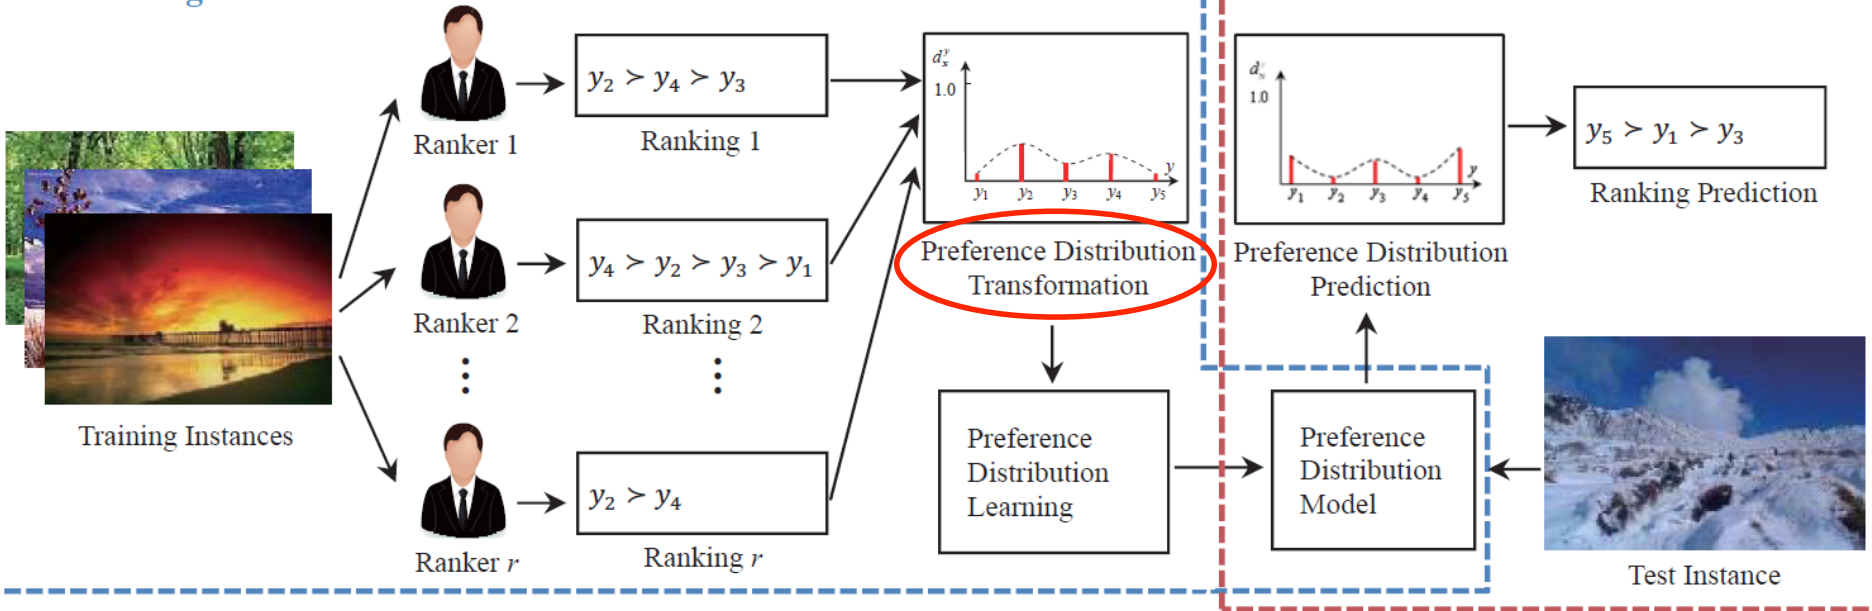 y₂ ≻ y₄ ≻ y₃
Ranker 1
Ranking 1
y₄ ≻ y₂ ≻ y₃ ≻ y₁
Ranker 2
Ranking 2
Training Instances
y₂ ≻ y₄
Ranker r
Ranking r
dₓʸ
1.0
y
y₁ y₂ y₃ y₄ y₅
Preference Distribution
Transformation
Preference
Distribution
Learning
1.0
y
y₁ y₂ y₃ y₄ y₅
Preference Distribution
Prediction
Preference
Distribution
Model
y₅ ≻ y₁ ≻ y₃
Ranking Prediction
Test Instance